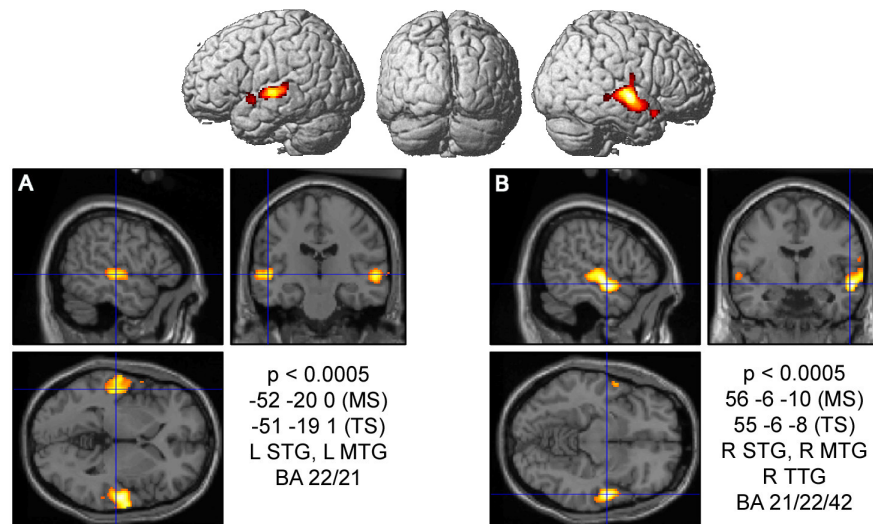 A
B
p < 0.0005
-52 -20 0 (MS)
-51 -19 1 (TS)
L STG, L MTG
BA 22/21
p < 0.0005
56 -6 -10 (MS)
55 -6 -8 (TS)
R STG, R MTG
R TTG
BA 21/22/42